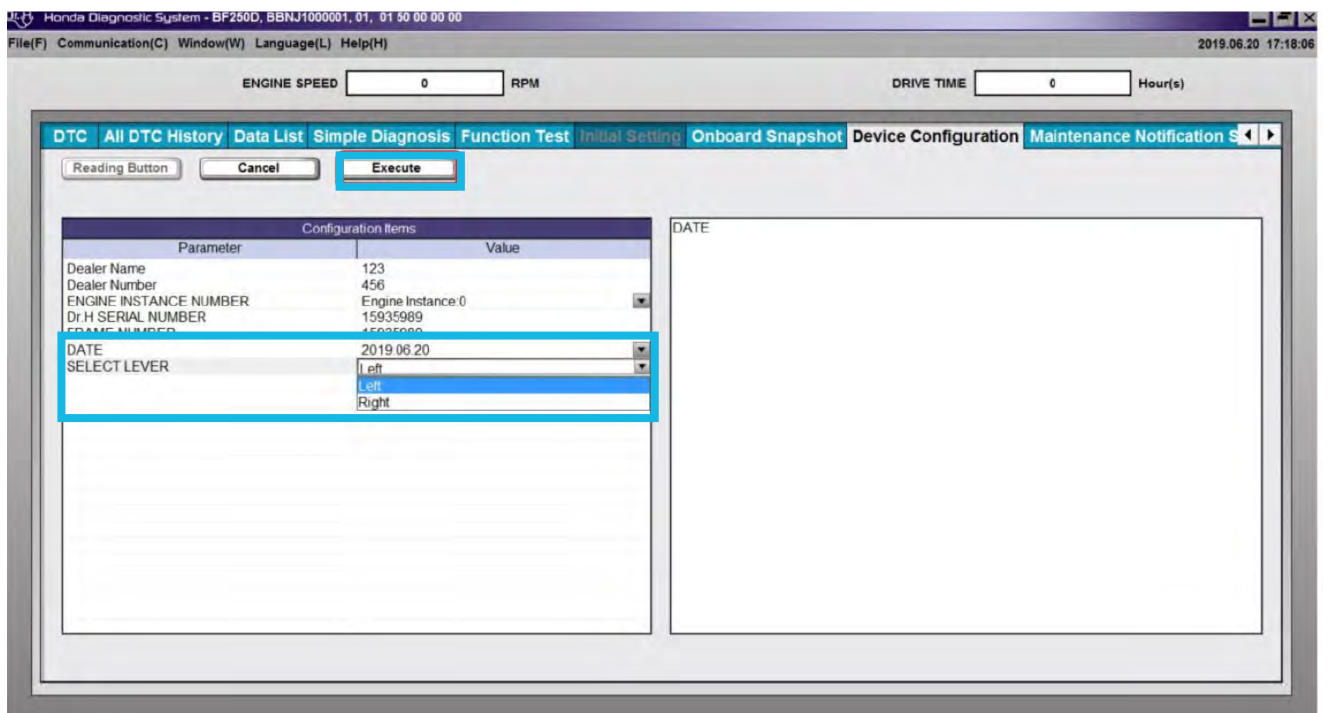 Honda Diagnostic System - BF250D, BBNJ1000001, 01, 01 50 00 00 00
File(F) Communication(C) Window(W) Language(L) Help(H) 2019.06.20 17:18:06
ENGINE SPEED 0 RPM DRIVE TIME 0 Hour(s)
DTC All DTC History Data List Simple Diagnosis Function Test Initial Setting Onboard Snapshot Device Configuration Maintenance Notification S
Reading Button Cancel Execute
Configuration Items DATE
Parameter Value
Dealer Name 123
Dealer Number 456
ENGINE INSTANCE NUMBER Engine Instance:0
Dr.H SERIAL NUMBER 15935989
FRAME NUMBER 15935989
DATE 2019.06.20
SELECT LEVER Left
Left
Right